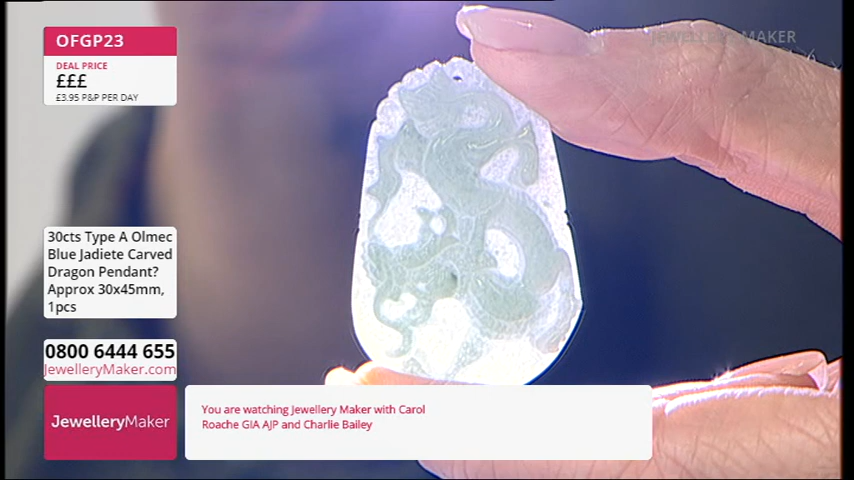 OFGP23
JEWELLERY MAKER
DEAL PRICE
£££
£3.95 P&P PER DAY
30cts Type A Olmec
Blue Jadiete Carved
Dragon Pendant?
Approx 30x45mm,
1pcs
0800 6444 655
JewelleryMaker.com
JewelleryMaker
You are watching Jewellery Maker with Carol
Roache GIA AJP and Charlie Bailey